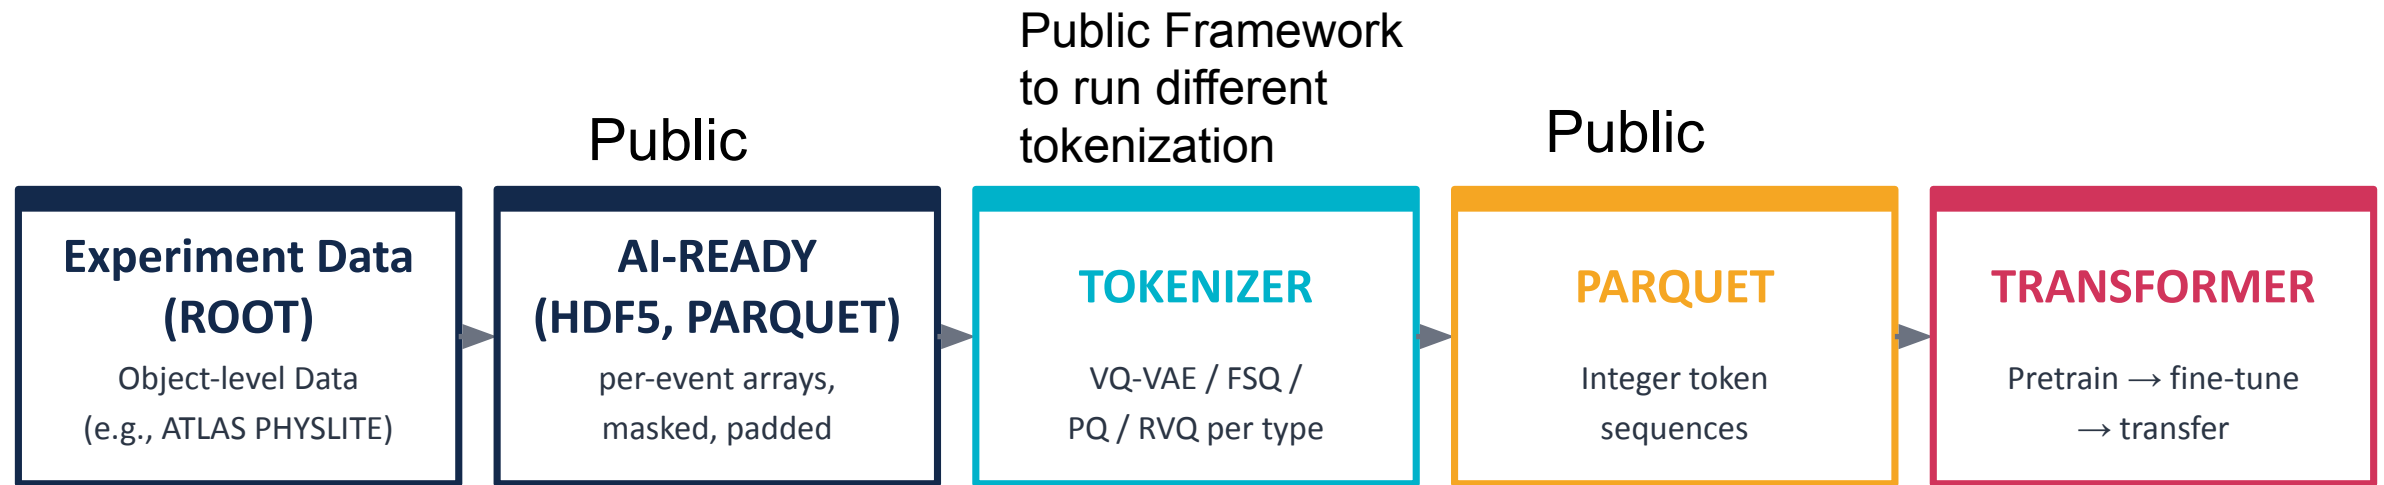 Public
Public Framework
to run different
tokenization
Public
Experiment Data
(ROOT)
Object-level Data
(e.g., ATLAS PHYSLITE)
AI-READY
(HDF5, PARQUET)
per-event arrays,
masked, padded
TOKENIZER
VQ-VAE / FSQ /
PQ / RVQ per type
PARQUET
Integer token
sequences
TRANSFORMER
Pretrain → fine-tune
→ transfer